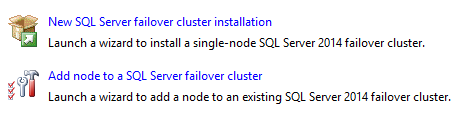 New SQL Server failover cluster installation
Launch a wizard to install a single-node SQL Server 2014 failover cluster.
Add node to a SQL Server failover cluster
Launch a wizard to add a node to an existing SQL Server 2014 failover cluster.